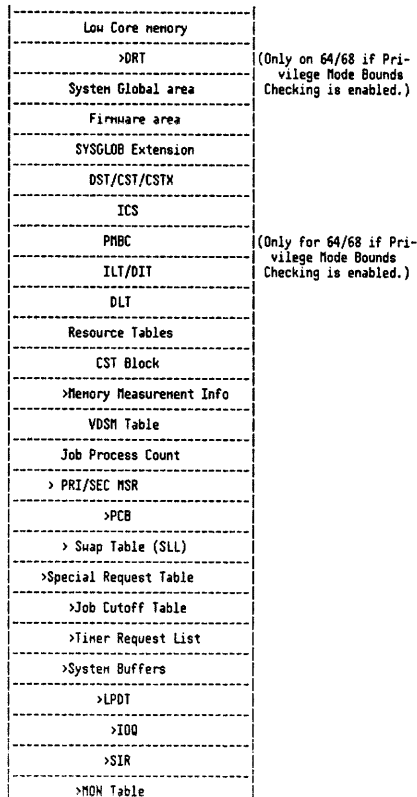 Low Core memory
>DRT
(Only on 64/68 if Pri-
vilege Mode Bounds
System Global area
Checking is enabled.)
Firmware area
SYSGLOB Extension
DST/CST/CSTX
ICS
PMBC
(Only for 64/68 if Pri-
vilege Mode Bounds
ILT/DIT
Checking is enabled.)
DLT
Resource Tables
CST Block
>Memory Measurement Info
VDSM Table
Job Process Count
> PRI/SEC MSR
>PCB
> Swap Table (SLL)
>Special Request Table
>Job Cutoff Table
>Timer Request List
>System Buffers
>LPDT
>IOQ
>SIR
>MON Table